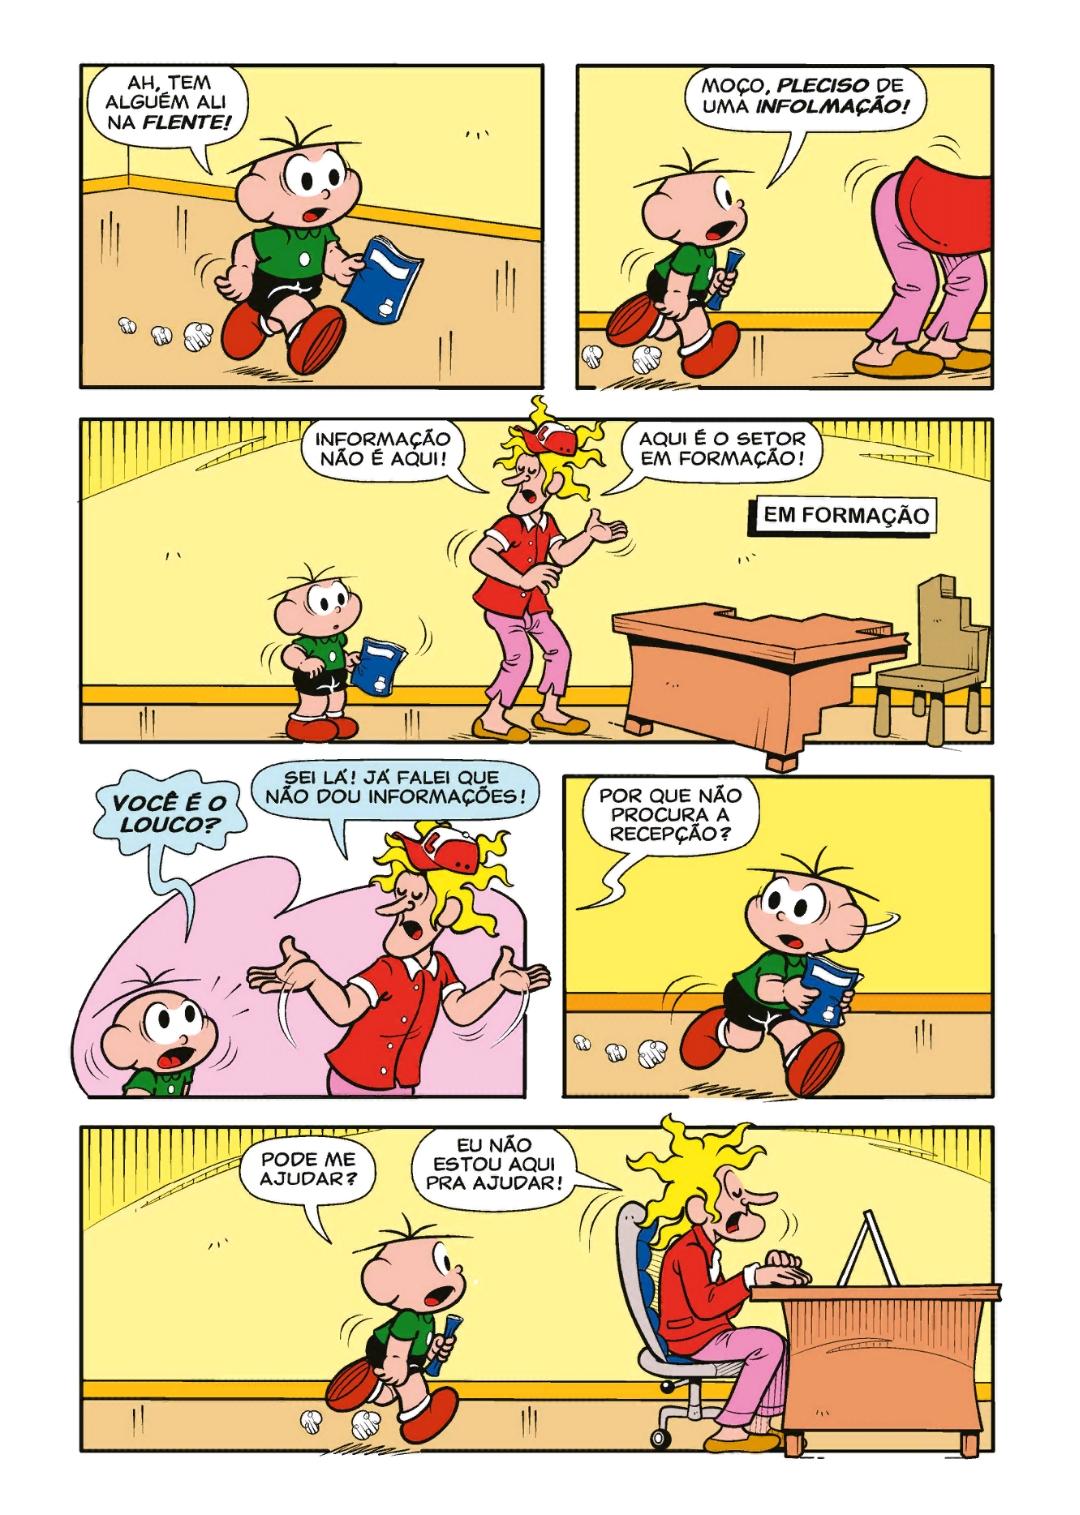 AH, TEM
ALGUÉM ALI
NA FLENTE!
MOÇO, PLECISO DE
UMA INFOLMAÇÃO!
INFORMAÇÃO
NÃO É AQUI!
AQUI É O SETOR
EM FORMAÇÃO!
EM FORMAÇÃO
L
VOCÊ É O
LOUCO?
SEI LÁ! JÁ FALEI QUE
NÃO DOU INFORMAÇÕES!
L
POR QUE NÃO
PROCURA A
RECEPÇÃO?
PODE ME
AJUDAR?
EU NÃO
ESTOU AQUI
PRA AJUDAR!